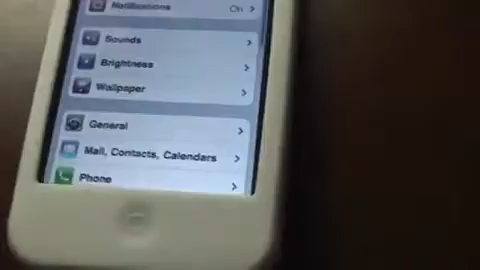 Notifications On
Sounds
Brightness
Wallpaper
General
Mail, Contacts, Calendars
Phone